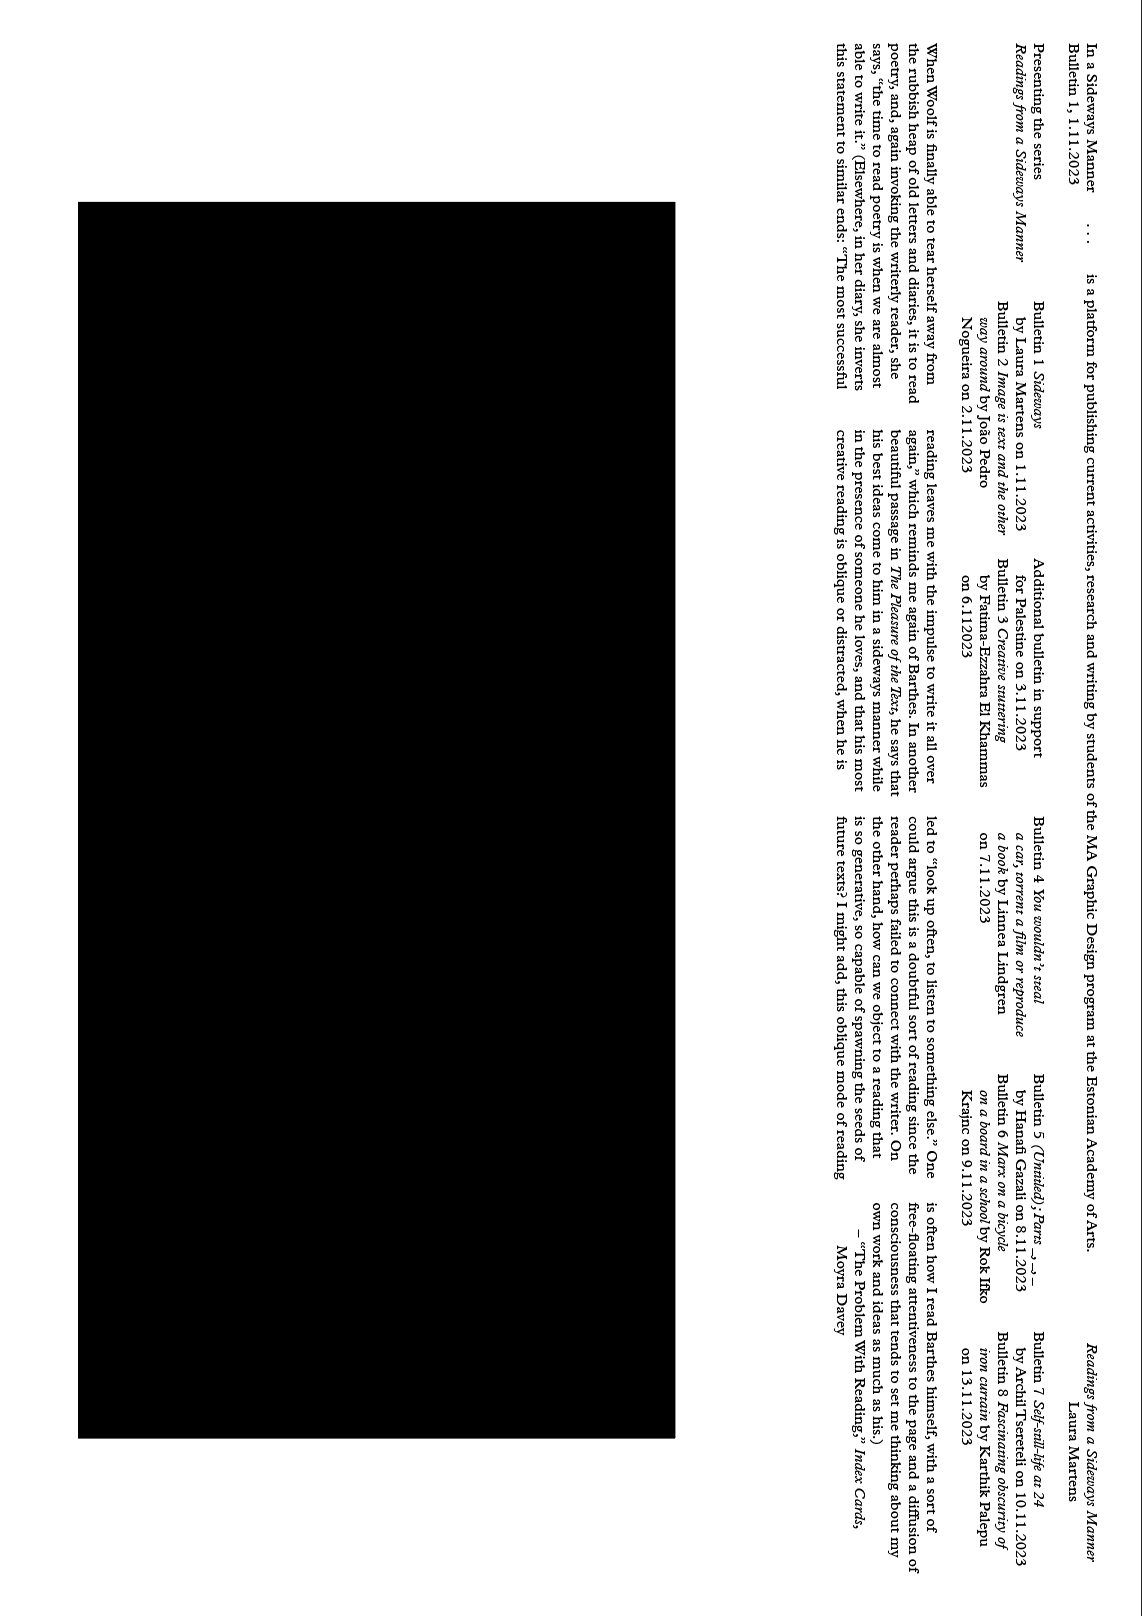 In a Sideways Manner . . . is a platform for publishing current activities, research and writing by students of the MA Graphic Design program at the Estonian Academy of Arts. Readings from a Sideways Manner
Bulletin 1, 1.11.2023
Laura Martens
Presenting the series
Readings from a Sideways Manner
Bulletin 1 Sideways
by Laura Martens on 1.11.2023
Bulletin 2 Image is text and the other
way around by João Pedro
Nogueira on 2.11.2023
Additional bulletin in support
for Palestine on 3.11.2023
Bulletin 3 Creative stuttering
by Fatima-Ezzahra El Khammas
on 6.112023
Bulletin 4 You wouldn’t steal
a car, torrent a film or reproduce
a book by Linnea Lindgren
on 7.11.2023
Bulletin 5 (Untitled); Parts _,_,_
by Hanafi Gazali on 8.11.2023
Bulletin 6 Marx on a bicycle
on a board in a school by Rok Ifko
Krajnc on 9.11.2023
Bulletin 7 Self-still-life at 24
by Archil Tsereteli on 10.11.2023
Bulletin 8 Fascinating obscurity of
iron curtain by Karthik Palepu
on 13.11.2023
When Woolf is finally able to tear herself away from
the rubbish heap of old letters and diaries, it is to read
poetry, and, again invoking the writerly reader, she
says, “the time to read poetry is when we are almost
able to write it.” (Elsewhere, in her diary, she inverts
this statement to similar ends: “The most successful
reading leaves me with the impulse to write it all over
again,” which reminds me again of Barthes. In another
beautiful passage in The Pleasure of the Text, he says that
his best ideas come to him in a sideways manner while
in the presence of someone he loves, and that his most
creative reading is oblique or distracted, when he is
led to “look up often, to listen to something else.” One
could argue this is a doubtful sort of reading since the
reader perhaps failed to connect with the writer. On
the other hand, how can we object to a reading that
is so generative, so capable of spawning the seeds of
future texts? I might add, this oblique mode of reading
is often how I read Barthes himself, with a sort of
free-floating attentiveness to the page and a diffusion of
consciousness that tends to set me thinking about my
own work and ideas as much as his.)
– “The Problem With Reading,” Index Cards,
Moyra Davey